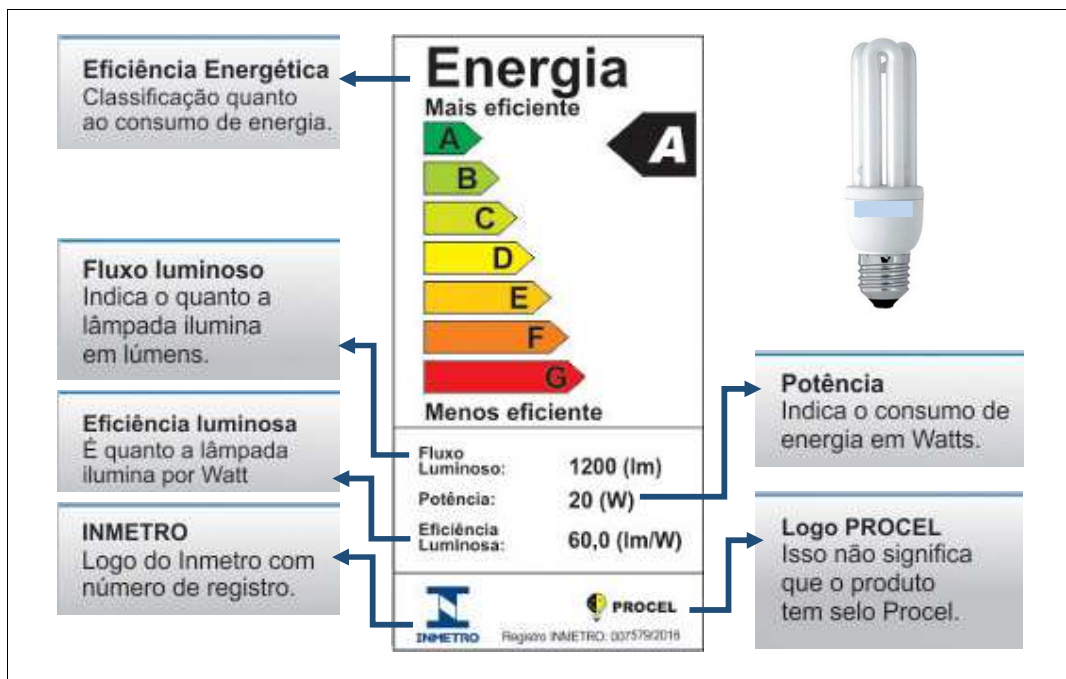 Eficiência Energética
Classificação quanto
ao consumo de energia.
Energia
Mais eficiente
A
A
B
C
D
E
F
G
Menos eficiente
Fluxo luminoso
Indica o quanto a
lâmpada ilumina
em lúmens.
Eficiência luminosa
É quanto a lâmpada
ilumina por Watt
INMETRO
Logo do Inmetro com
número de registro.
Fluxo
Luminoso: 1200 (lm)
Potência: 20 (W)
Eficiência
Luminosa: 60,0 (lm/W)
INMETRO
PROCEL
Registro INMETRO: 007579/2016
Potência
Indica o consumo de
energia em Watts.
Logo PROCEL
Isso não significa
que o produto
tem selo Procel.